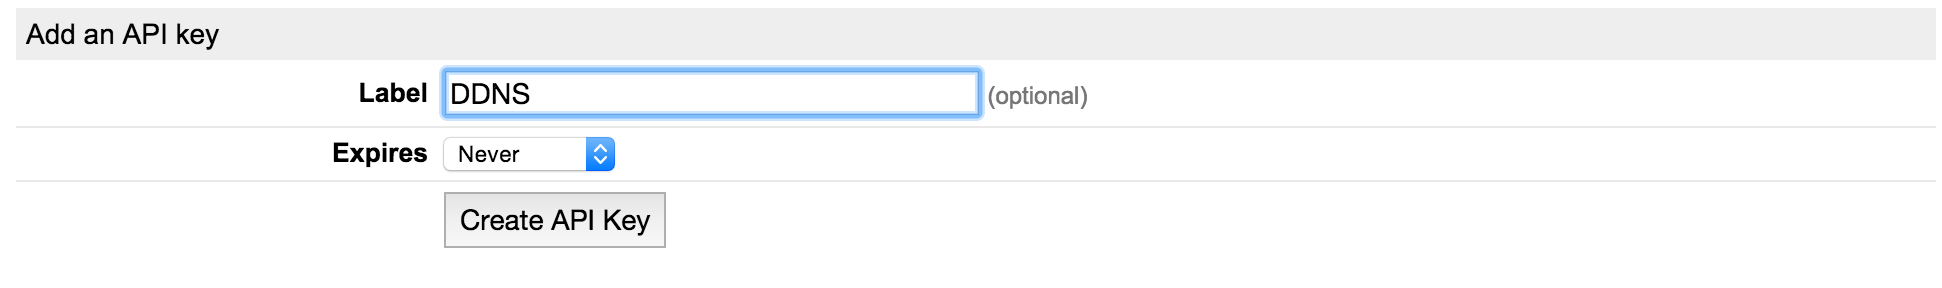 Add an API key
Label DDNS (optional)
Expires Never
Create API Key